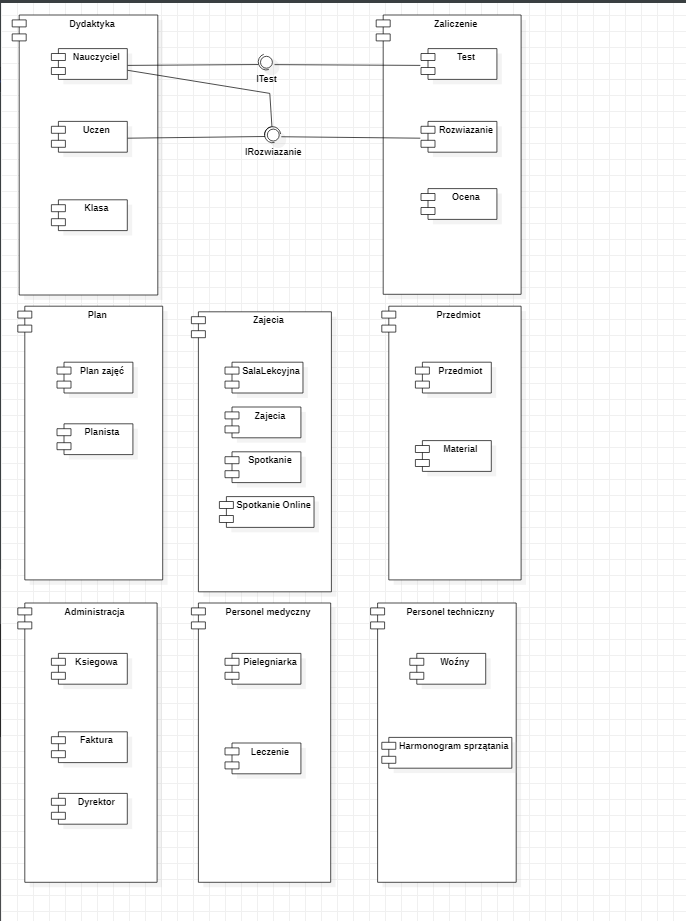 Dydaktyka
Nauczyciel
Uczen
Klasa
ITest
IRozwiazanie
Zaliczenie
Test
Rozwiazanie
Ocena
Plan
Plan zajęć
Planista
Zajecia
SalaLekcyjna
Zajecia
Spotkanie
Spotkanie Online
Przedmiot
Przedmiot
Material
Administracja
Ksiegowa
Faktura
Dyrektor
Personel medyczny
Pielegniarka
Leczenie
Personel techniczny
Woźny
Harmonogram sprzątania